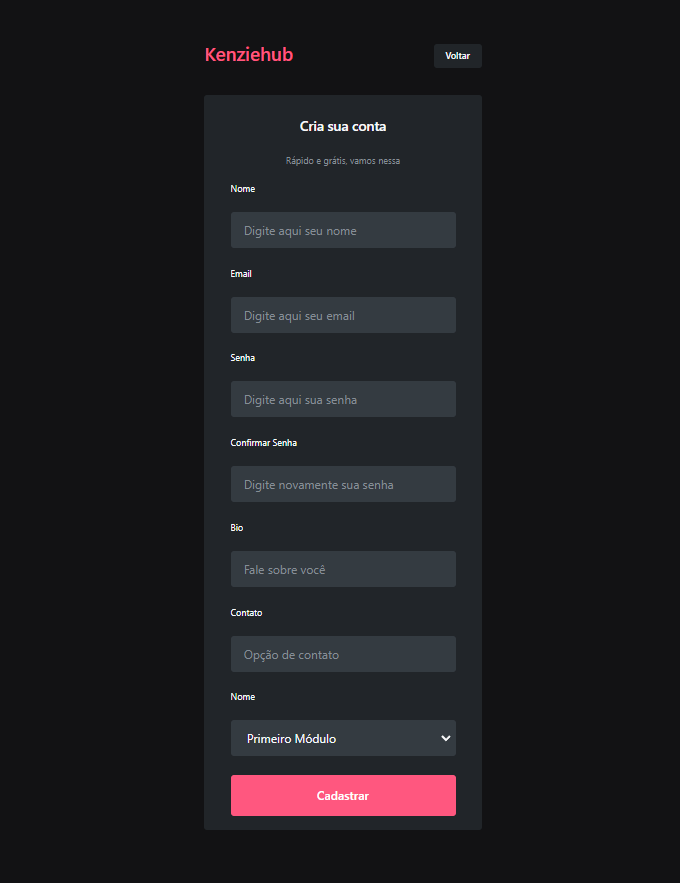 Kenziehub
Voltar
Cria sua conta
Rápido e grátis, vamos nessa
Nome
Digite aqui seu nome
Email
Digite aqui seu email
Senha
Digite aqui sua senha
Confirmar Senha
Digite novamente sua senha
Bio
Fale sobre você
Contato
Opção de contato
Nome
Primeiro Módulo
Cadastrar